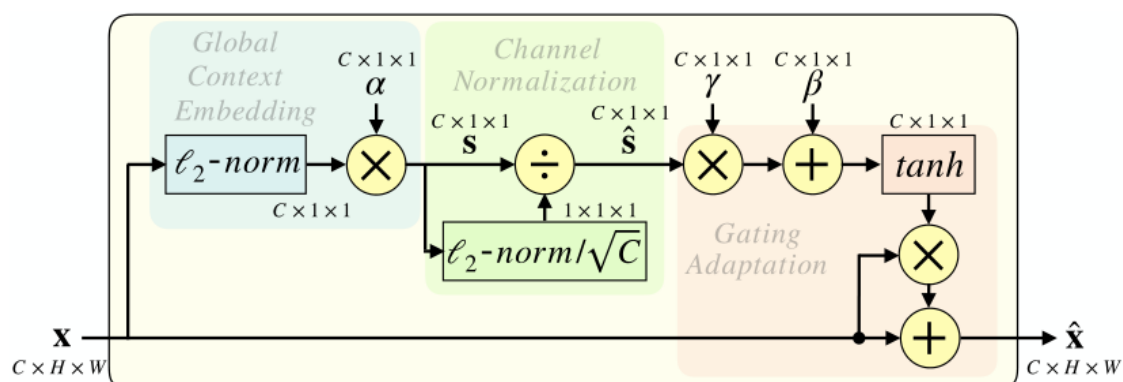 Global
Context
Embedding
Channel
Normalization
C×1×1
α
C×1×1
γ
C×1×1
β
C×1×1
s
C×1×1
ŝ
C×1×1
ℓ₂-norm
×
÷
×
+
tanh
C×1×1
1×1×1
ℓ₂-norm/√C
Gating
Adaptation
×
x
+
x̂
C×H×W
C×H×W